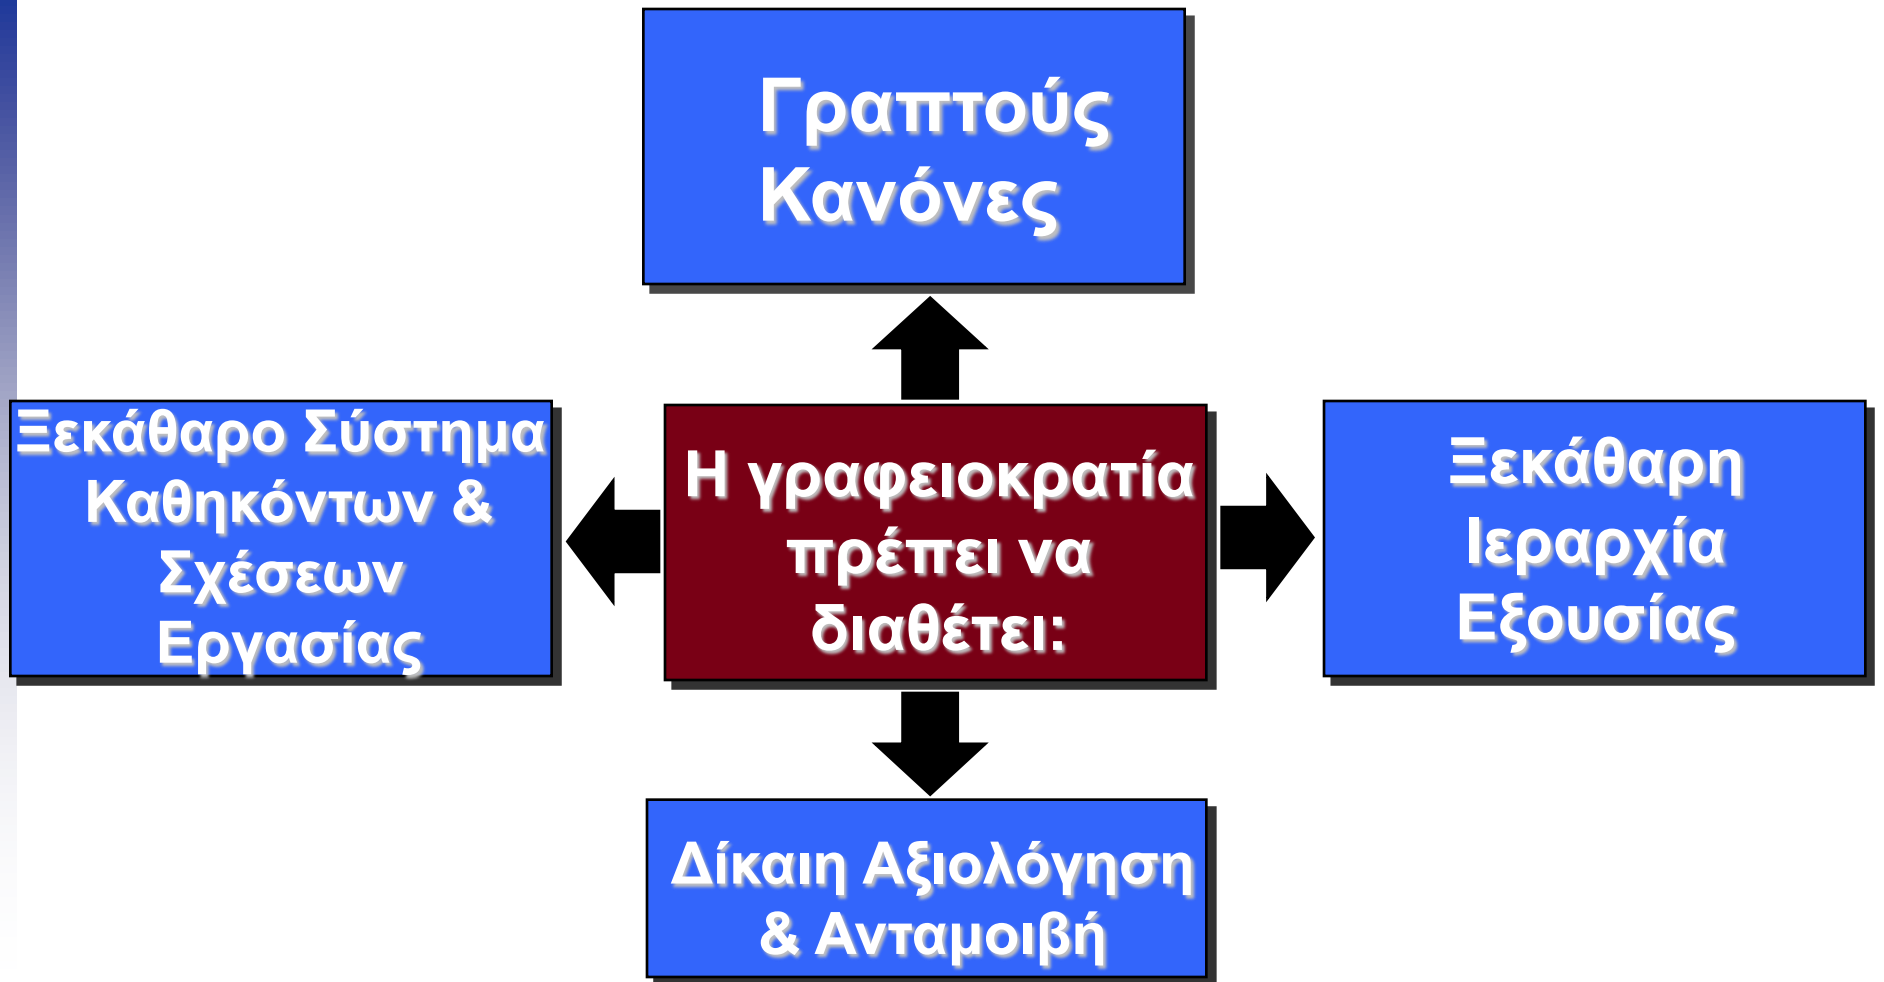 Γραπτούς
Κανόνες
Ξεκάθαρο Σύστημα
Καθηκόντων &
Σχέσεων
Εργασίας
Η γραφειοκρατία
πρέπει να
διαθέτει:
Ξεκάθαρη
Ιεραρχία
Εξουσίας
Δίκαιη Αξιολόγηση
& Ανταμοιβή